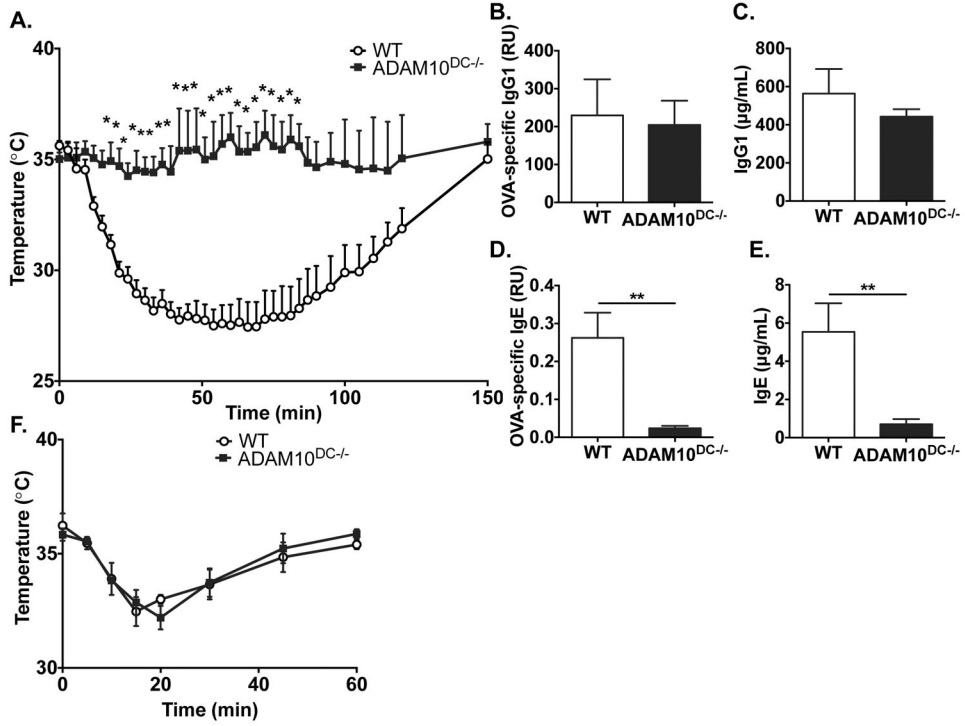 A.
WT
ADAM10DC-/-
40
35
30
25
Temperature (°C)
* * * * * * * * * * * * * * * * * * * * *
0 50 100 150
Time (min)
B.
OVA-specific IgG1 (RU)
400
300
200
100
0
WT ADAM10DC-/-
C.
IgG1 (µg/mL)
800
600
400
200
0
WT ADAM10DC-/-
D.
OVA-specific IgE (RU)
0.4
0.3
0.2
0.1
0.0
**
WT ADAM10DC-/-
E.
IgE (µg/mL)
8
6
4
2
0
**
WT ADAM10DC-/-
F.
WT
ADAM10DC-/-
Temperature (°C)
40
35
30
0 20 40 60
Time (min)